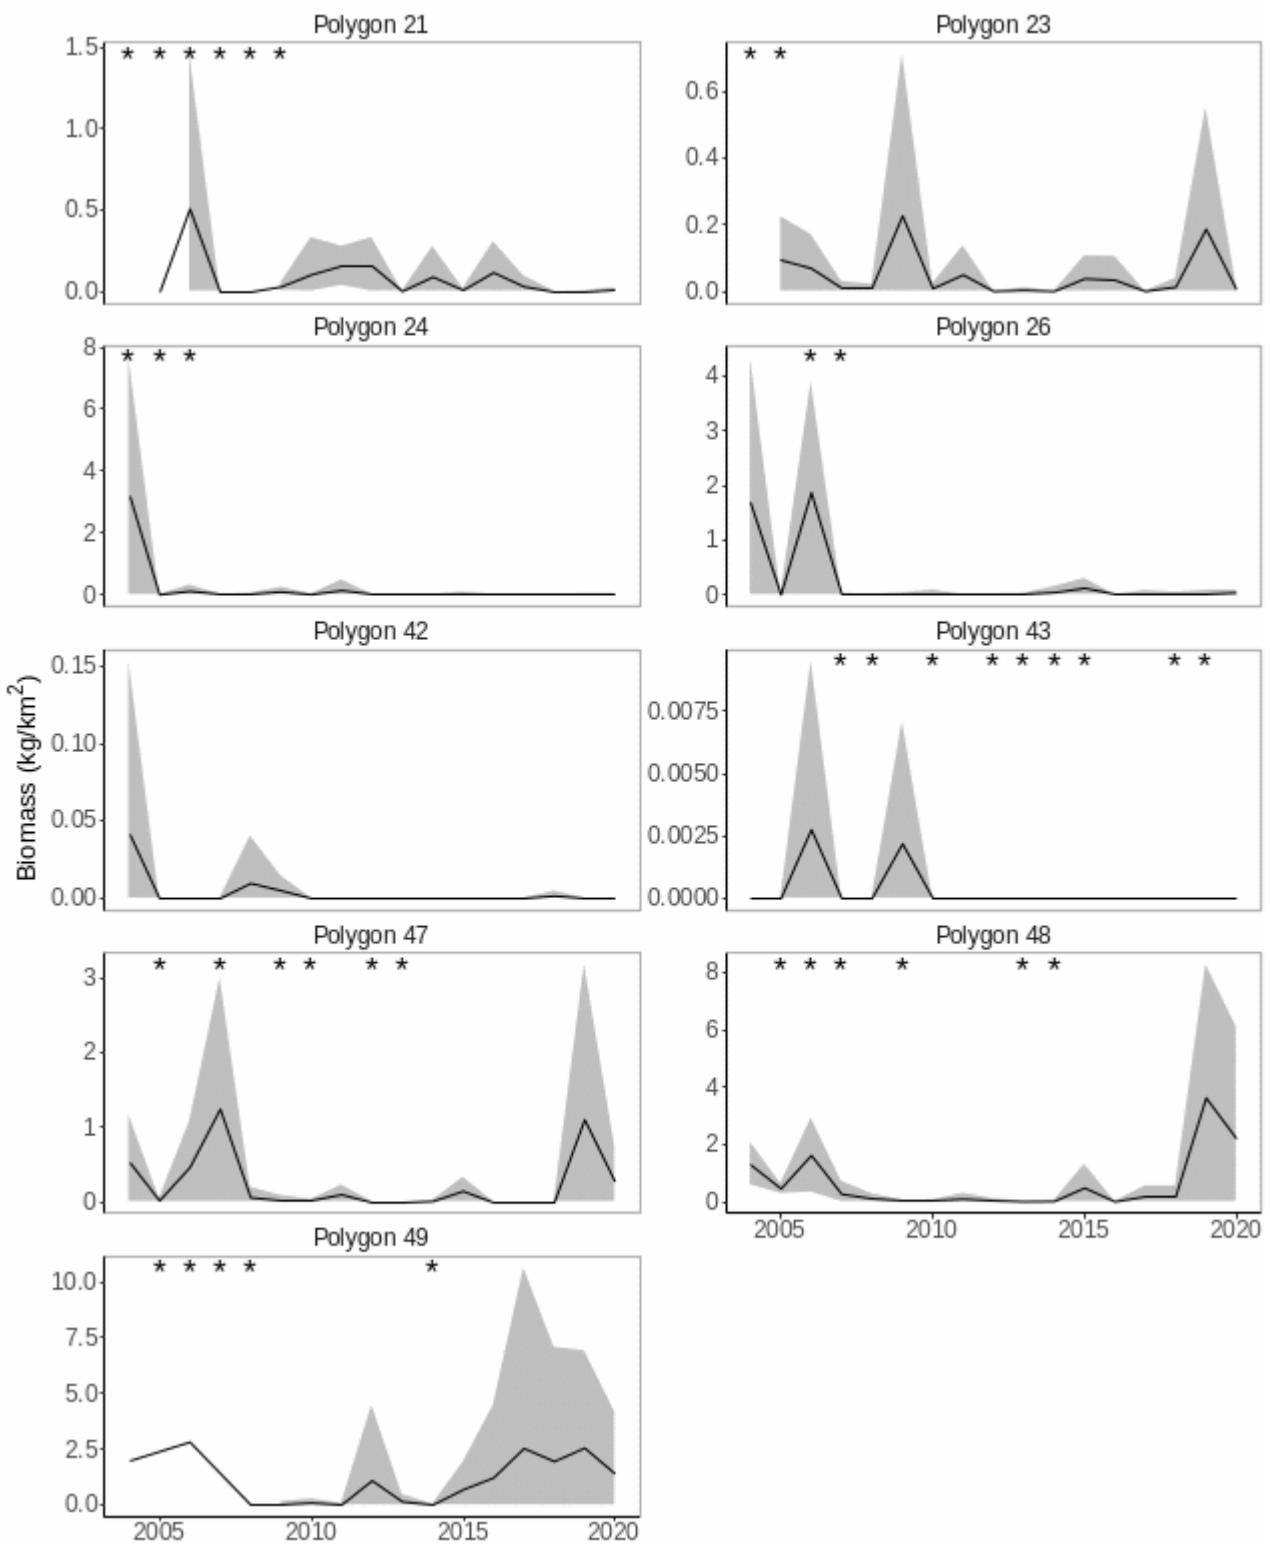 Polygon 21
Polygon 23
1.5
1.0
0.5
0.0
* * * * * *
0.6
0.4
0.2
0.0
* *
Polygon 24
Polygon 26
8
6
4
2
0
* * *
4
3
2
1
0
* *
Polygon 42
Polygon 43
0.15
0.10
0.05
0.00
0.0075
0.0050
0.0025
0.0000
* * * * * * * * *
Biomass (kg/km²)
Polygon 47
Polygon 48
3
2
1
0
* * * * * *
8
6
4
2
0
* * * * * *
2005 2010 2015 2020
Polygon 49
10.0
7.5
5.0
2.5
0.0
* * * * *
2005 2010 2015 2020